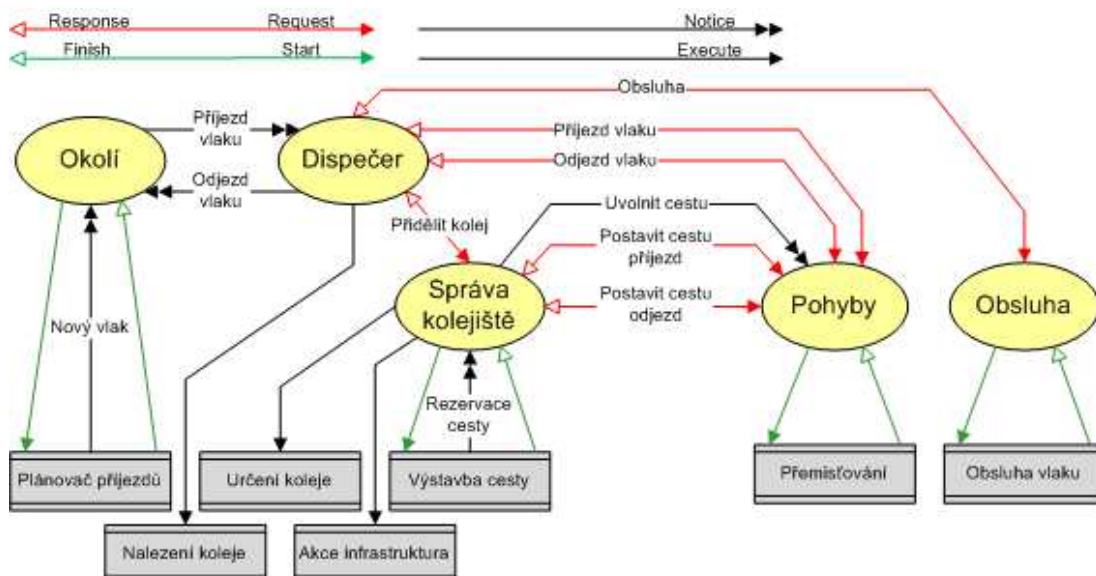 Response Request Notice
Finish Start Execute
Obsluha
Příjezd
vlaku
Příjezd vlaku
Okolí
Dispečer
Odjezd vlaku
Odjezd
vlaku
Uvolnit cestu
Přidělit kolej
Postavit cestu
příjezd
Správa
kolejiště
Postavit cestu
odjezd
Pohyby
Obsluha
Nový vlak
Rezervace
cesty
Plánovač příjezdů
Určení koleje
Výstavba cesty
Přemisťování
Obsluha vlaku
Nalezení koleje
Akce infrastruktura